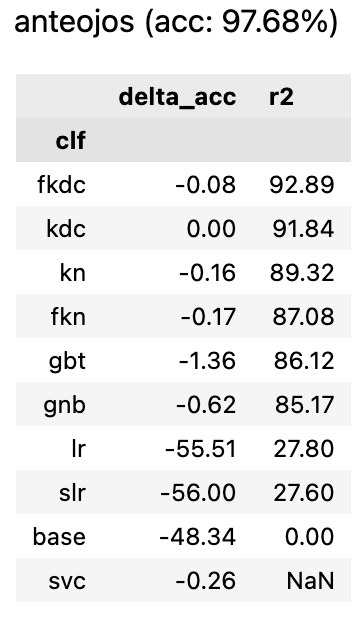 anteojos (acc: 97.68%)
delta_acc r2
clf
fkdc -0.08 92.89
kdc 0.00 91.84
kn -0.16 89.32
fkn -0.17 87.08
gbt -1.36 86.12
gnb -0.62 85.17
lr -55.51 27.80
slr -56.00 27.60
base -48.34 0.00
svc -0.26 NaN